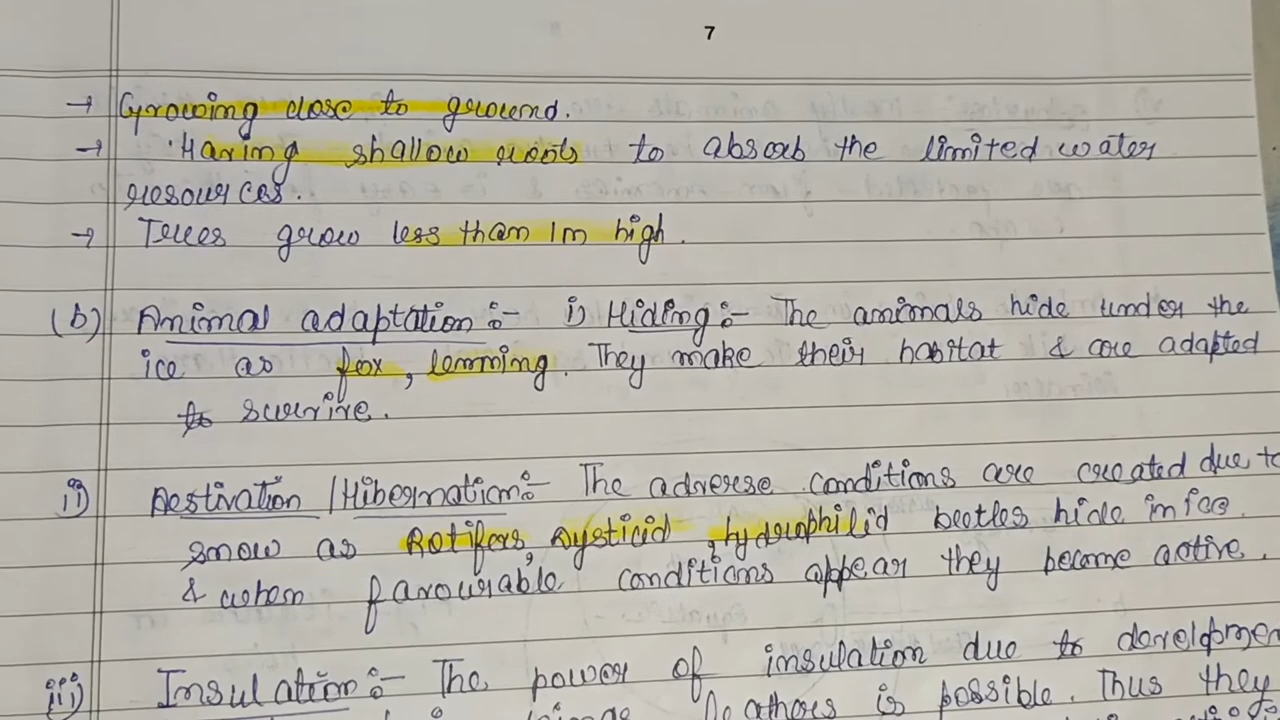 7
→ Growing close to ground.
→ Having shallow roots to absorb the limited water
resources.
→ Trees grow less than 1m high.
(b) Animal adaptation :- i) Hiding :- The animals hide under the
ice as fox, lemming. They make their habitat & are adapted
to survive.
ii) Aestivation / Hibernation :- The adverse conditions are created due to
snow as Rotifers, Dysticid, hydrophilid beetles hide in ice
& when favourable conditions appear they become active.
iii) Insulation :- The power of insulation due to
feathers is possible. Thus they